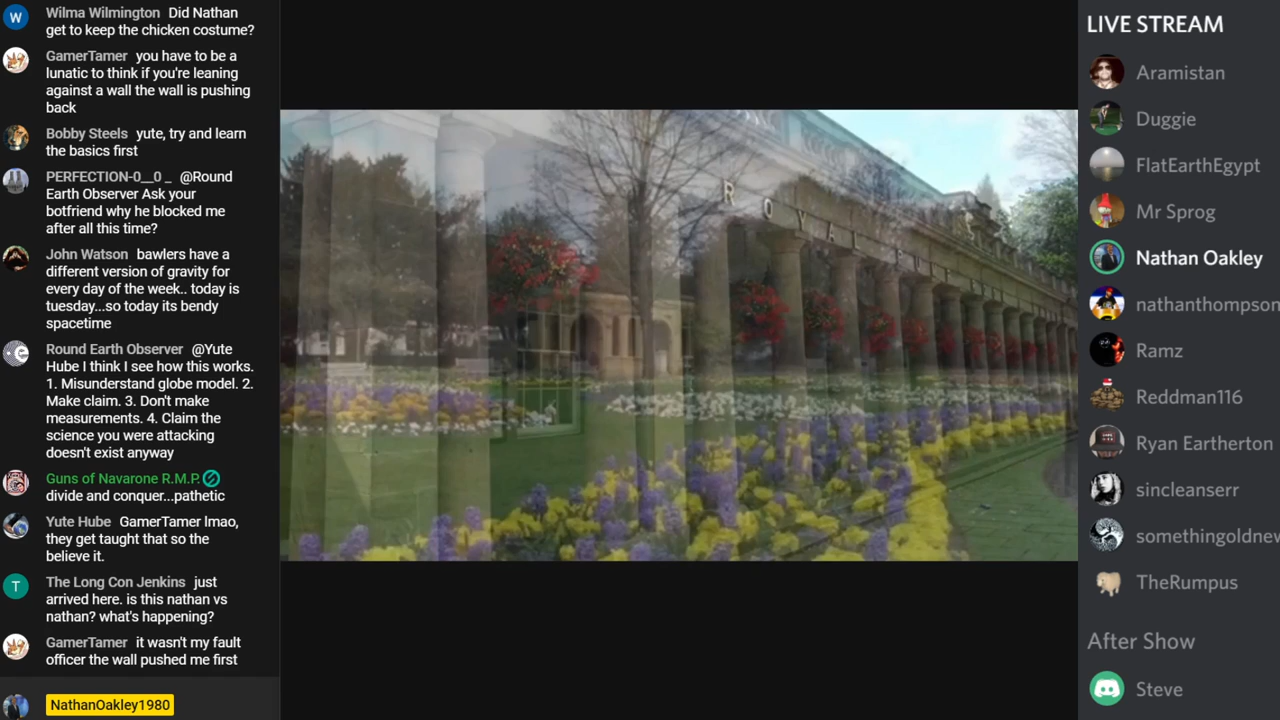 Wilma Wilmington Did Nathan
get to keep the chicken costume?
GamerTamer you have to be a
lunatic to think if you're leaning
against a wall the wall is pushing
back
Bobby Steels yute, try and learn
the basics first
PERFECTION-0__0 _ @Round
Earth Observer Ask your
botfriend why he blocked me
after all this time?
John Watson bawlers have a
different version of gravity for
every day of the week.. today is
tuesday...so today its bendy
spacetime
Round Earth Observer @Yute
Hube I think I see how this works.
1. Misunderstand globe model. 2.
Make claim. 3. Don't make
measurements. 4. Claim the
science you were attacking
doesn't exist anyway
Guns of Navarone R.M.P.
divide and conquer...pathetic
Yute Hube GamerTamer lmao,
they get taught that so the
believe it.
The Long Con Jenkins just
arrived here. is this nathan vs
nathan? what's happening?
GamerTamer it wasn't my fault
officer the wall pushed me first
NathanOakley1980
W
T
ROYAL
LIVE STREAM
Aramistan
Duggie
FlatEarthEgypt
Mr Sprog
Nathan Oakley
nathanthompson
Ramz
Reddman116
Ryan Eartherton
sincleanserr
somethingoldnew
TheRumpus
After Show
Steve